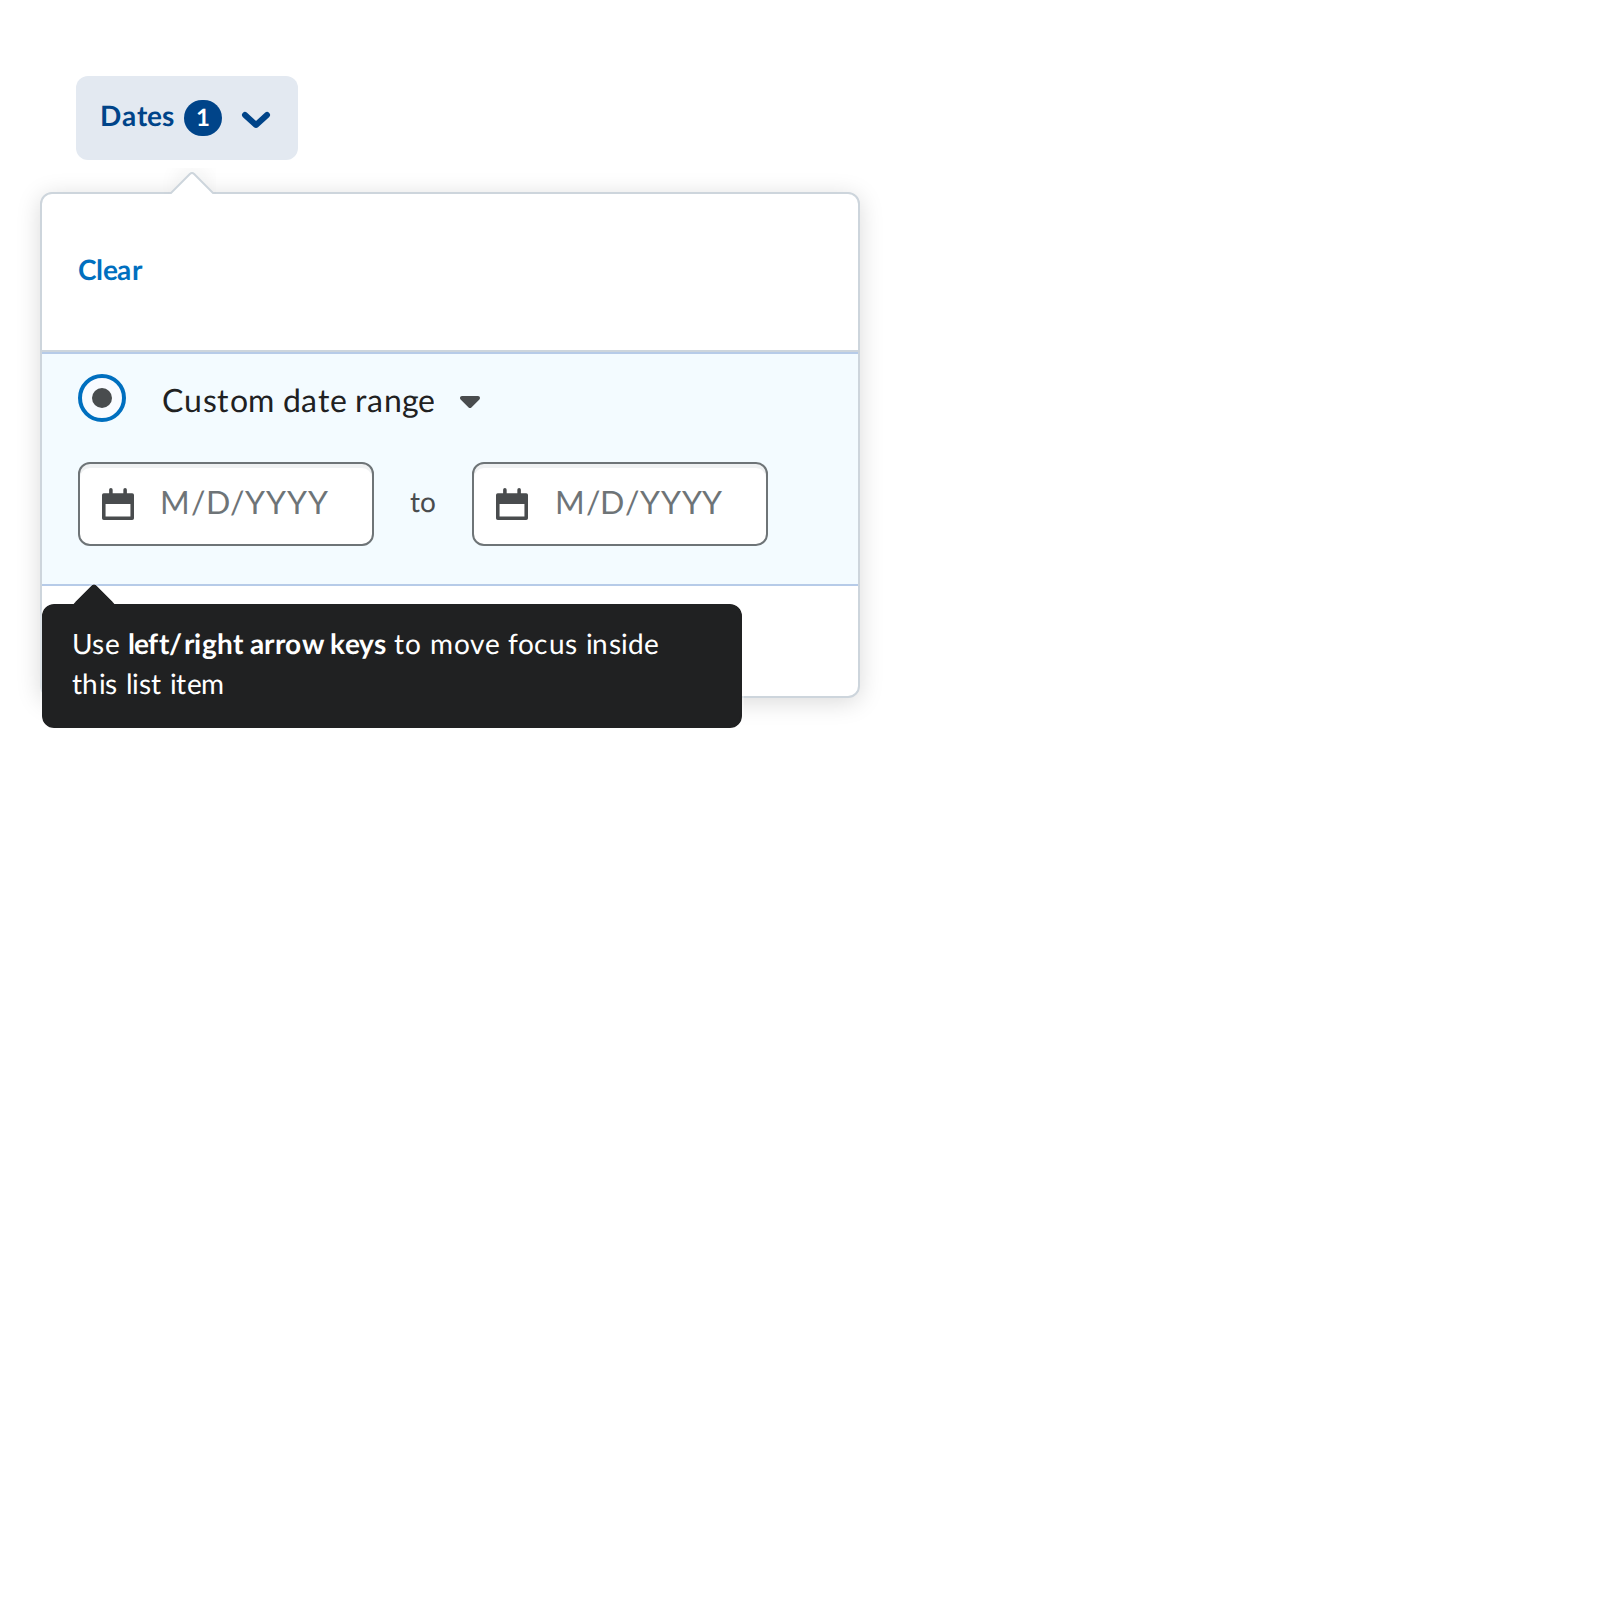 Dates 1
Clear
Custom date range
M/D/YYYY to M/D/YYYY
Use left/right arrow keys to move focus inside
this list item